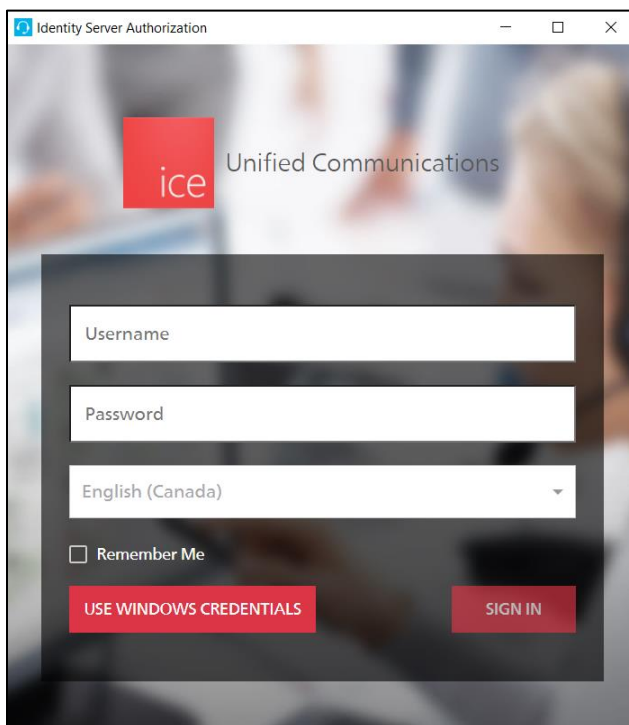 Identity Server Authorization
ice
Unified Communications
Username
Password
English (Canada)
Remember Me
USE WINDOWS CREDENTIALS
SIGN IN